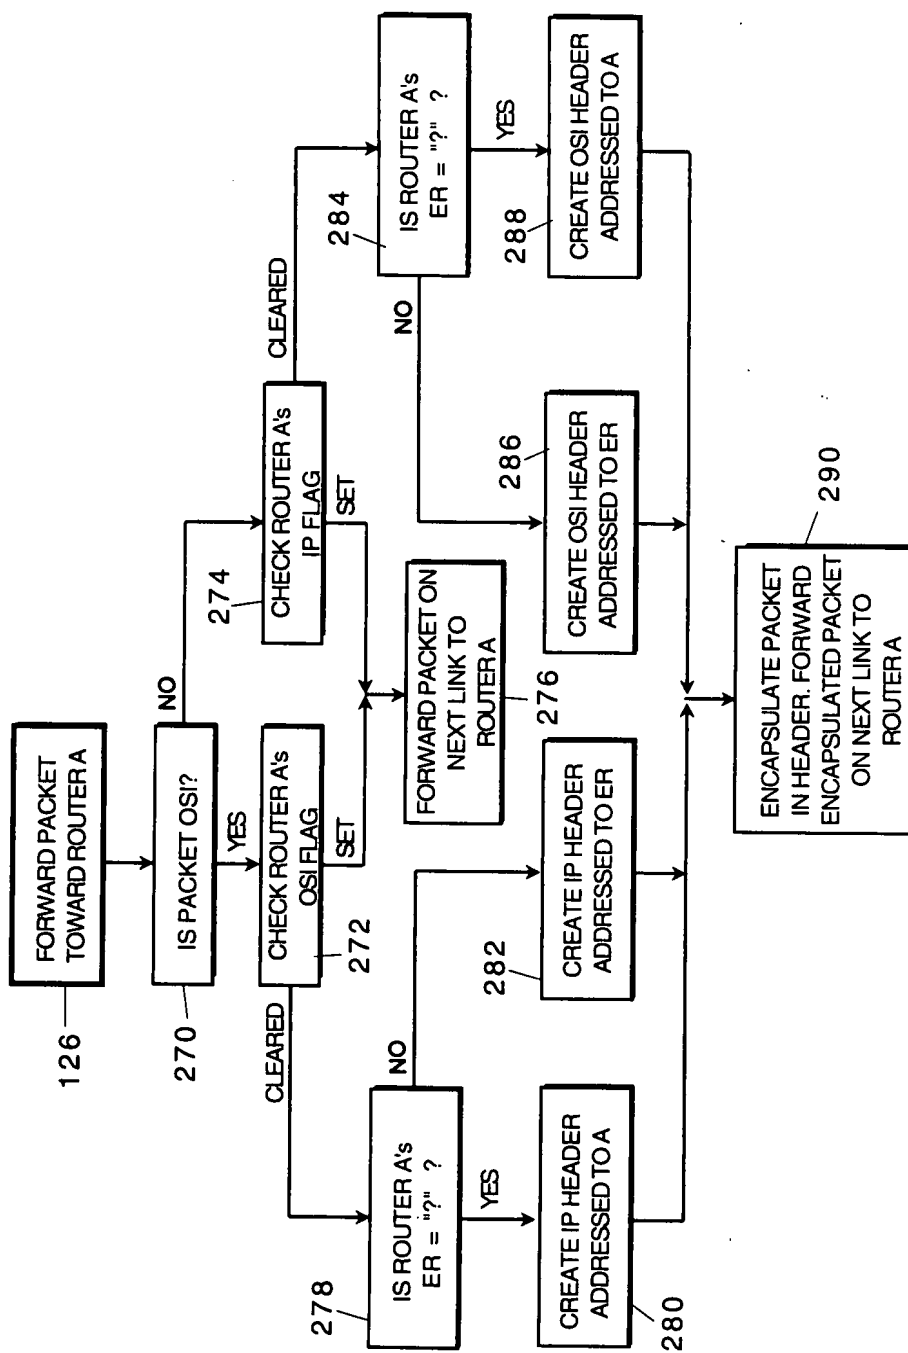 FORWARD PACKET
TOWARD ROUTER A
126
IS PACKET OSI?
270
YES
NO
CHECK ROUTER A's
OSI FLAG
272
CHECK ROUTER A's
IP FLAG
274
CLEARED
SET
SET
CLEARED
FORWARD PACKET ON
NEXT LINK TO
ROUTER A
276
IS ROUTER A's
ER = "?" ?
278
IS ROUTER A's
ER = "?" ?
284
YES
NO
NO
YES
CREATE IP HEADER
ADDRESSED TO A
280
CREATE IP HEADER
ADDRESSED TO ER
282
CREATE OSI HEADER
ADDRESSED TO ER
286
CREATE OSI HEADER
ADDRESSED TO A
288
ENCAPSULATE PACKET
IN HEADER. FORWARD
ENCAPSULATED PACKET
ON NEXT LINK TO
ROUTER A
290